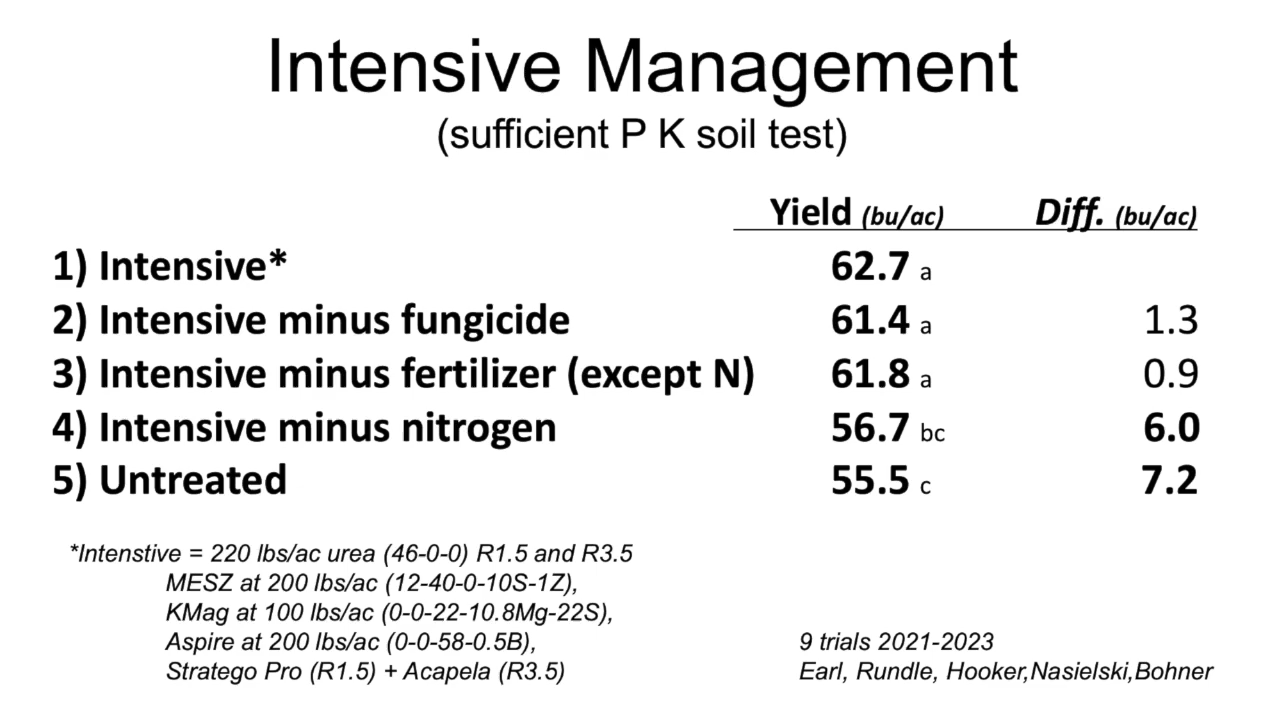 Intensive Management
(sufficient P K soil test)
Yield (bu/ac) Diff. (bu/ac)
1) Intensive* 62.7 a
2) Intensive minus fungicide 61.4 a 1.3
3) Intensive minus fertilizer (except N) 61.8 a 0.9
4) Intensive minus nitrogen 56.7 bc 6.0
5) Untreated 55.5 c 7.2
*Intenstive = 220 lbs/ac urea (46-0-0) R1.5 and R3.5
MESZ at 200 lbs/ac (12-40-0-10S-1Z),
KMag at 100 lbs/ac (0-0-22-10.8Mg-22S),
Aspire at 200 lbs/ac (0-0-58-0.5B),
Stratego Pro (R1.5) + Acapela (R3.5)
9 trials 2021-2023
Earl, Rundle, Hooker,Nasielski,Bohner